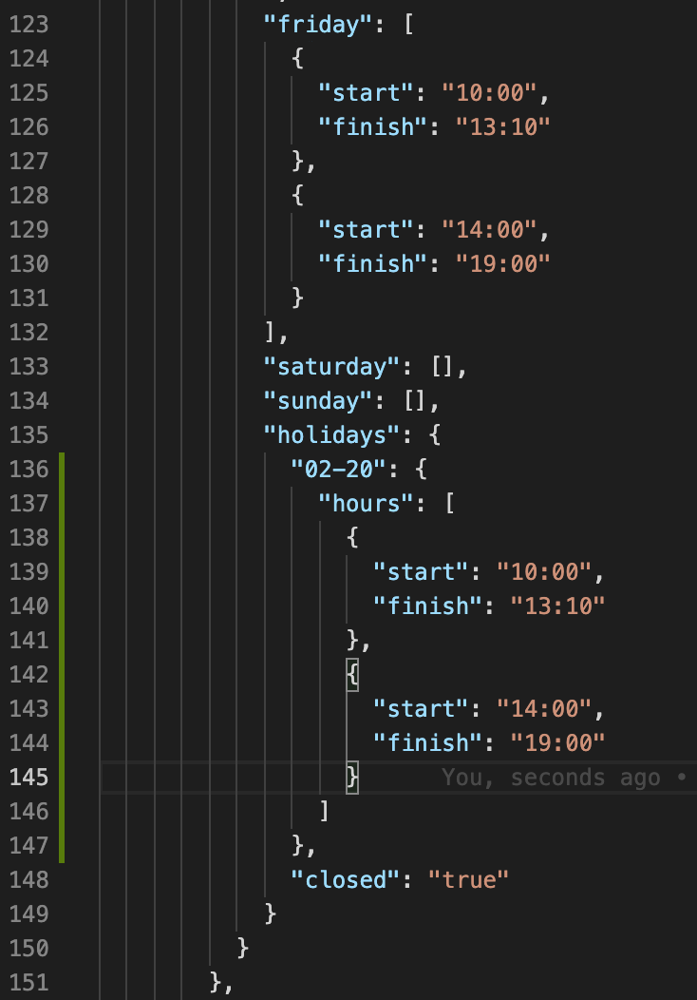 123 "friday": [
124 {
125 "start": "10:00",
126 "finish": "13:10"
127 },
128 {
129 "start": "14:00",
130 "finish": "19:00"
131 }
132 ],
133 "saturday": [],
134 "sunday": [],
135 "holidays": {
136 "02-20": {
137 "hours": [
138 {
139 "start": "10:00",
140 "finish": "13:10"
141 },
142 {
143 "start": "14:00",
144 "finish": "19:00"
145 } You, seconds ago •
146 ]
147 },
148 "closed": "true"
149 }
150 }
151 },